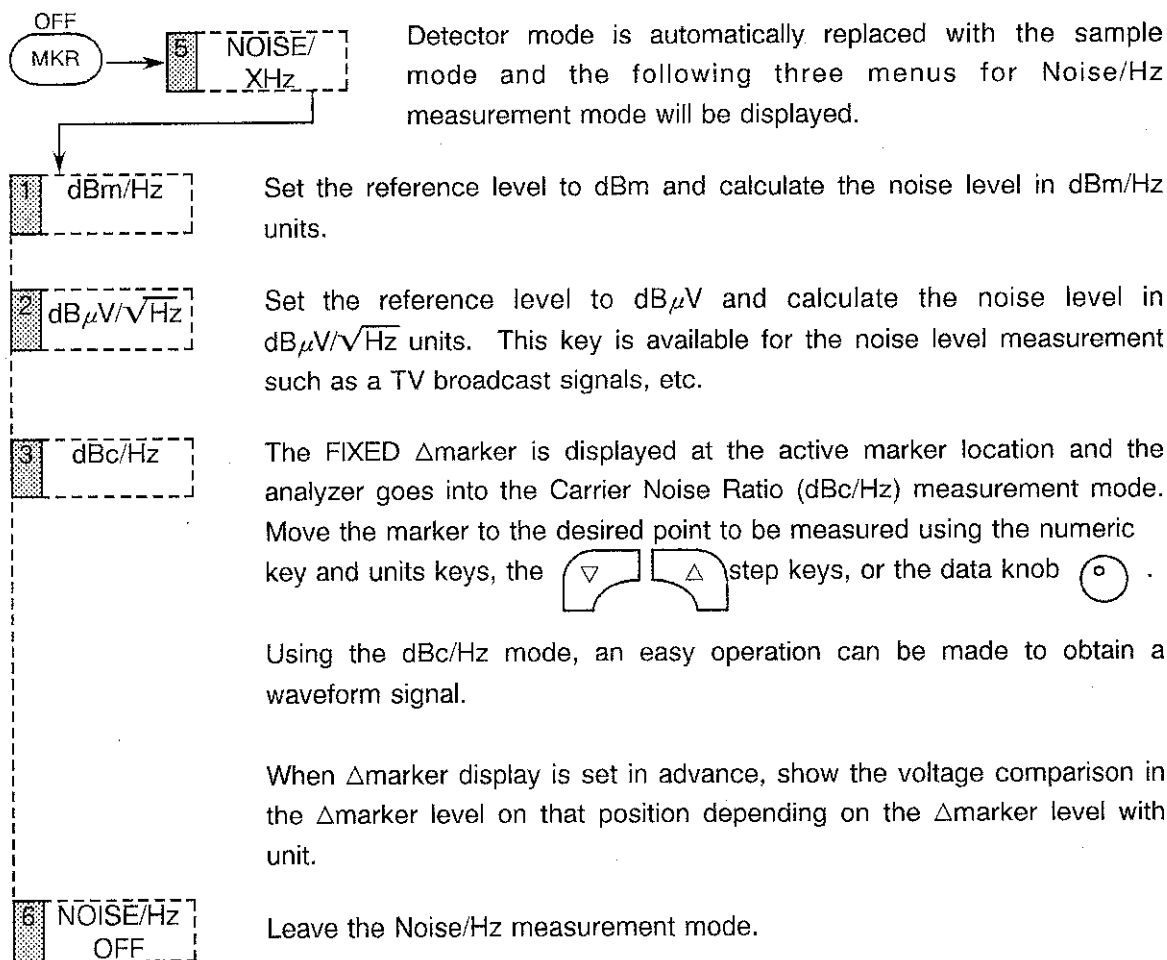 OFF
MKR
5 NOISE/
XHz
Detector mode is automatically replaced with the sample
mode and the following three menus for Noise/Hz
measurement mode will be displayed.
1 dBm/Hz
Set the reference level to dBm and calculate the noise level in dBm/Hz
units.
2 dBμV/√Hz
Set the reference level to dBμV and calculate the noise level in
dBμV/√Hz units. This key is available for the noise level measurement
such as a TV broadcast signals, etc.
3 dBc/Hz
The FIXED △marker is displayed at the active marker location and the
analyzer goes into the Carrier Noise Ratio (dBc/Hz) measurement mode.
Move the marker to the desired point to be measured using the numeric
key and units keys, the ▽ △ step keys, or the data knob .
Using the dBc/Hz mode, an easy operation can be made to obtain a
waveform signal.
When △marker display is set in advance, show the voltage comparison in
the △marker level on that position depending on the △marker level with
unit.
6 NOISE/Hz
OFF
Leave the Noise/Hz measurement mode.